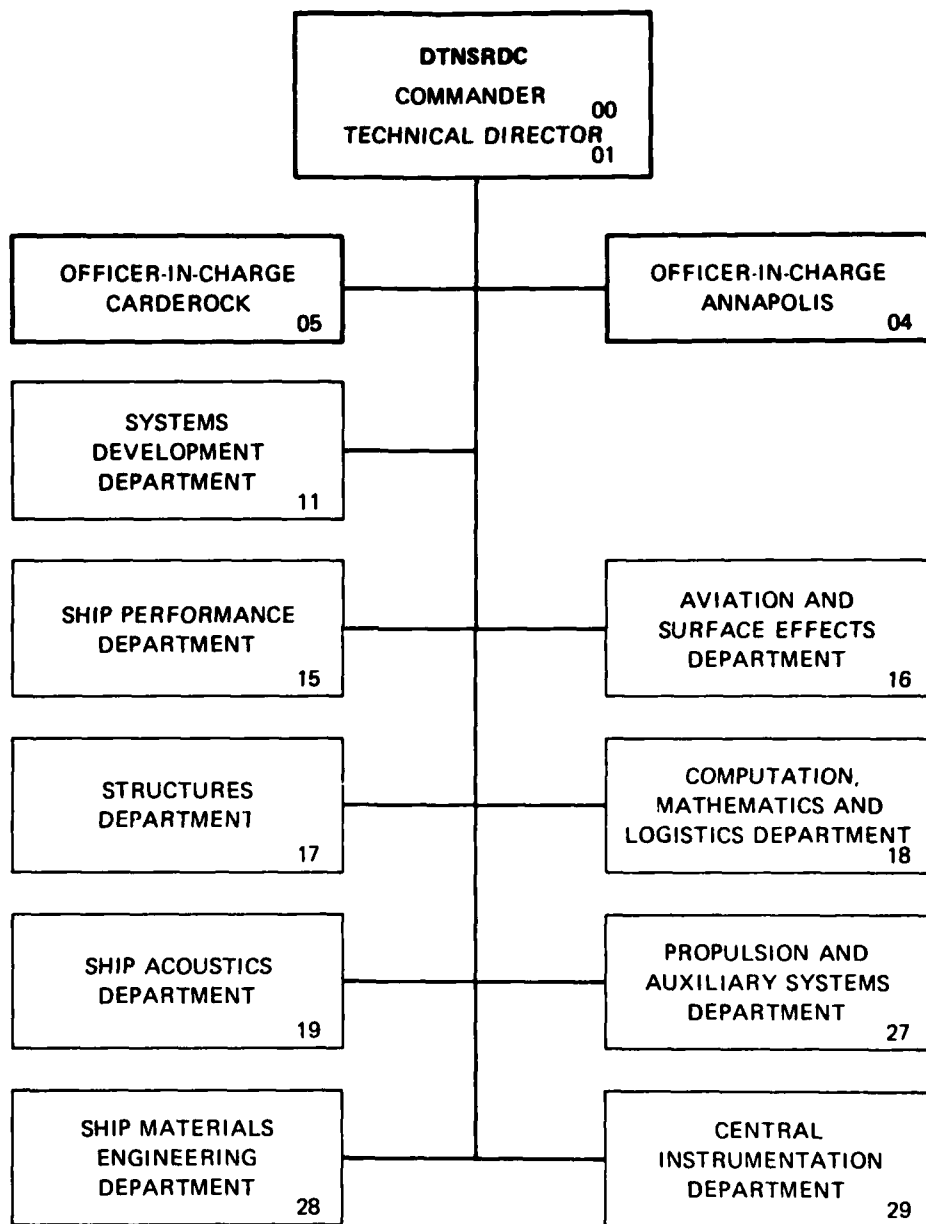 DTNSRDC
COMMANDER
00
TECHNICAL DIRECTOR
01
OFFICER-IN-CHARGE
CARDEROCK
05
OFFICER-IN-CHARGE
ANNAPOLIS
04
SYSTEMS
DEVELOPMENT
DEPARTMENT
11
SHIP PERFORMANCE
DEPARTMENT
15
AVIATION AND
SURFACE EFFECTS
DEPARTMENT
16
STRUCTURES
DEPARTMENT
17
COMPUTATION,
MATHEMATICS AND
LOGISTICS DEPARTMENT
18
SHIP ACOUSTICS
DEPARTMENT
19
PROPULSION AND
AUXILIARY SYSTEMS
DEPARTMENT
27
SHIP MATERIALS
ENGINEERING
DEPARTMENT
28
CENTRAL
INSTRUMENTATION
DEPARTMENT
29